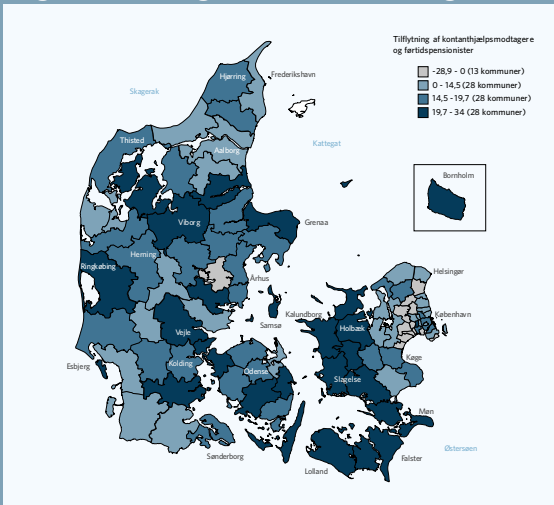 Tilflytning af kontanthjælpsmodtagere
og førtidspensionister
-28,9 - 0 (13 kommuner)
0 - 14,5 (28 kommuner)
14,5 -19,7 (28 kommuner)
19,7 - 34 (28 kommuner)
Hjørring
Frederikshavn
Skagerak
Thisted
Aalborg
Kattegat
Bornholm
Viborg
Grenaa
Herning
Ringkøbing
Århus
Helsingør
Samsø
Kalundborg
København
Holbæk
Vejle
Køge
Esbjerg
Kolding
Odense
Slagelse
Møn
Østersøen
Sønderborg
Falster
Lolland